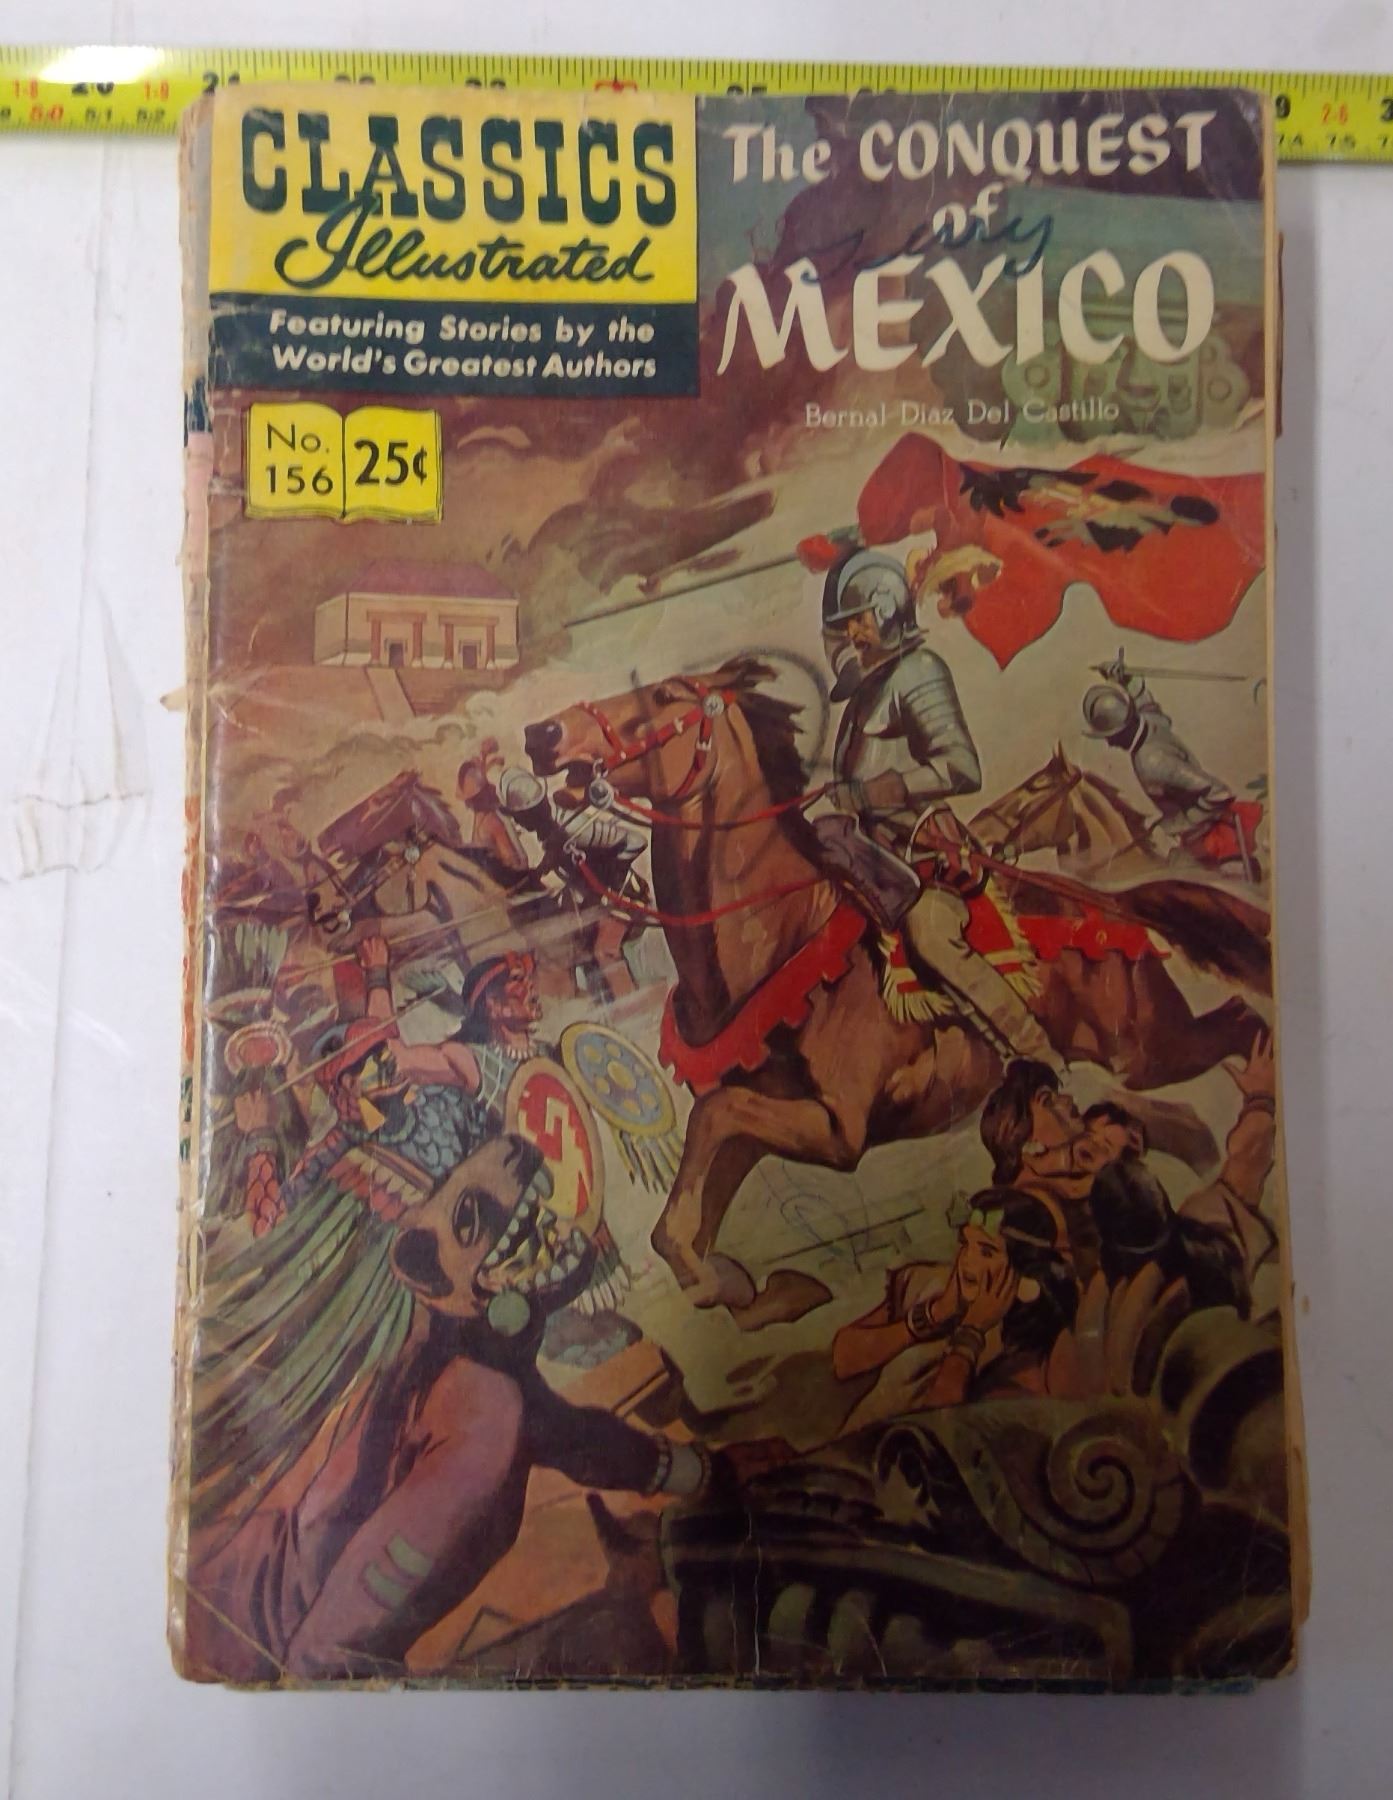 CLASSICS
Illustrated
Featuring Stories by the
World's Greatest Authors
No.
156
25¢
The CONQUEST
of
MEXICO
Bernal Diaz Del Castillo